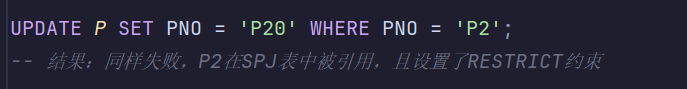 UPDATE P SET PNO = 'P20' WHERE PNO = 'P2';
-- 结果：同样失败，P2在SPJ表中被引用，且设置了RESTRICT约束